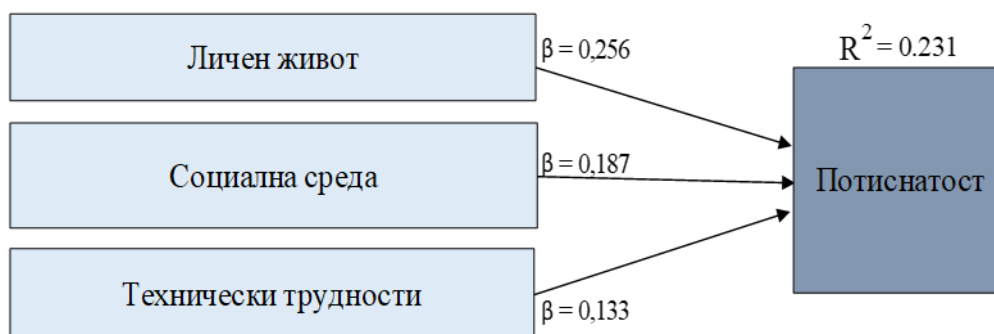 Личен живот
β = 0,256
R² = 0.231
Социална среда
β = 0,187
Потиснатост
Технически трудности
β = 0,133